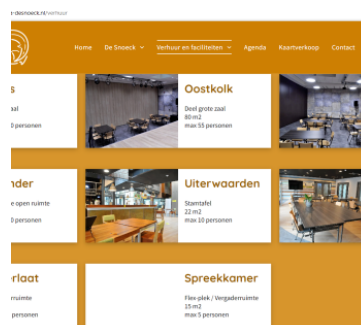 desnoeck.nl/verhuur
Home De Snoeck Verhuur en faciliteiten Agenda Kaartverkoop Contact
Oostkolk
Deel grote zaal
80 m2
max 55 personen
personen
Uiterwaarden
open ruimte
Stamtafel
22 m2
personen
max 10 personen
Spreekkamer
Flex-plek / Vergaderruimte
15 m2
personen
max 5 personen